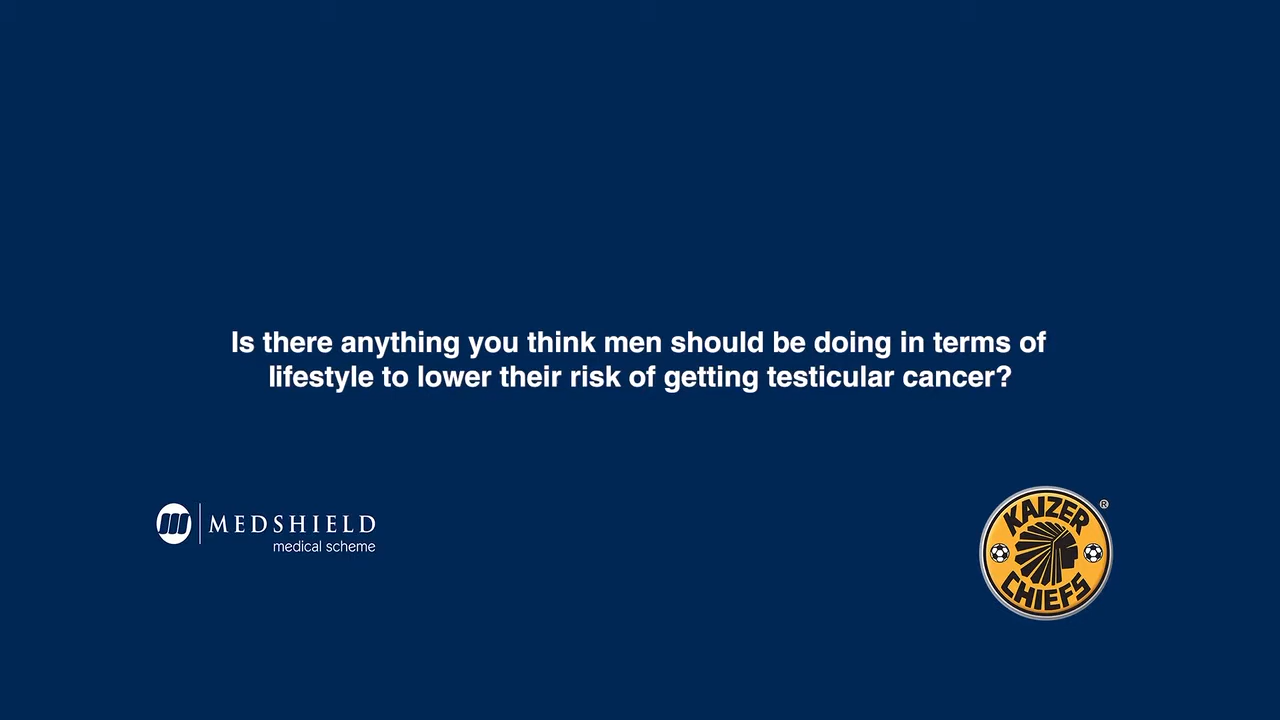 Is there anything you think men should be doing in terms of
lifestyle to lower their risk of getting testicular cancer?
MEDSHIELD
medical scheme
KAIZER
CHIEFS
®